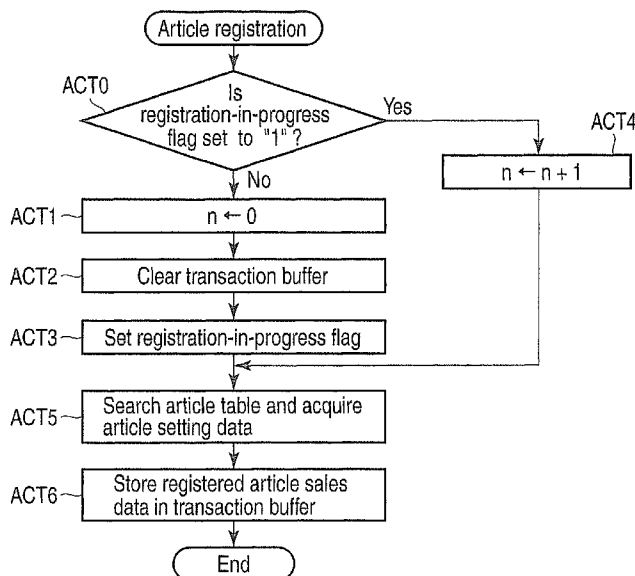 Article registration
ACT0
Is
registration-in-progress
flag set to "1" ?
Yes
ACT4
n ← n + 1
No
ACT1
n ← 0
ACT2
Clear transaction buffer
ACT3
Set registration-in-progress flag
ACT5
Search article table and acquire
article setting data
ACT6
Store registered article sales
data in transaction buffer
End